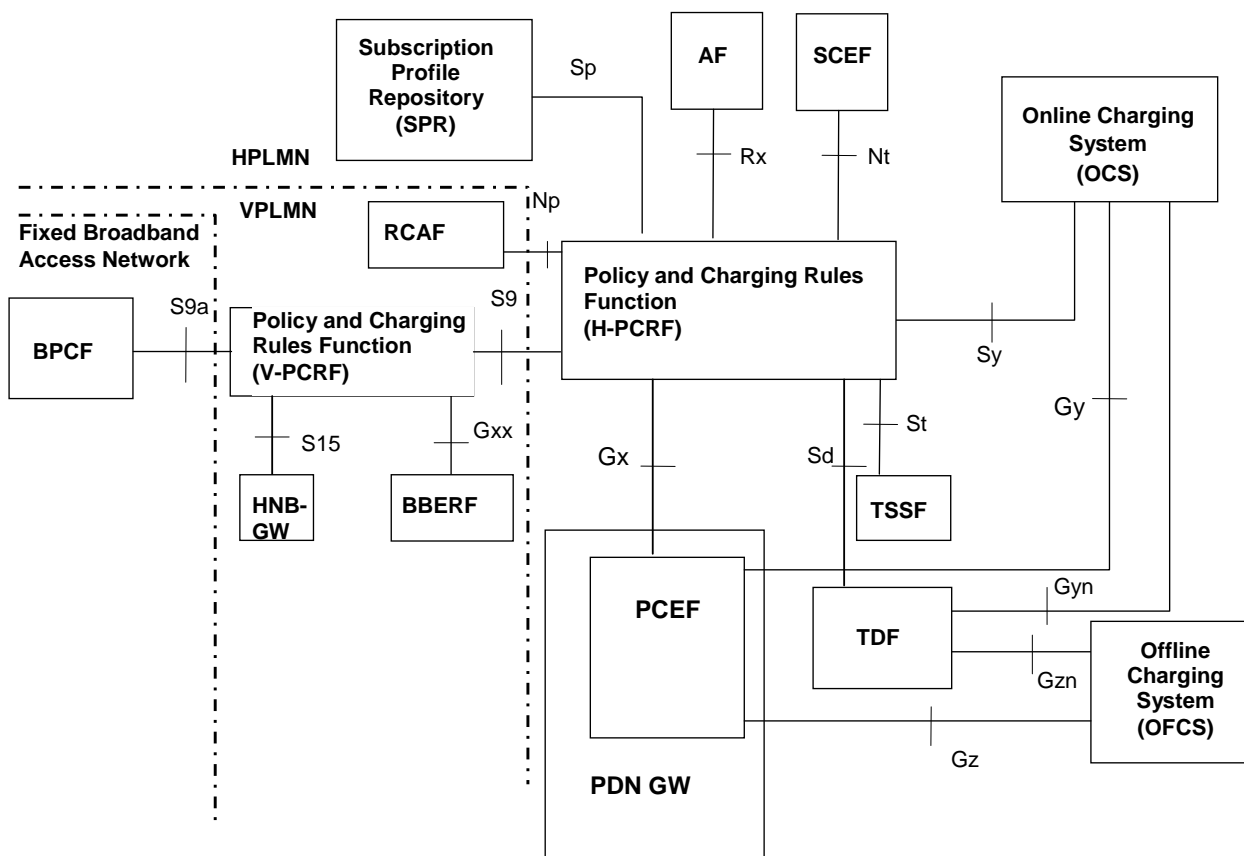 Subscription
Profile
Repository
(SPR)
Sp
AF
SCEF
Online Charging
System
(OCS)
HPLMN
Rx
Nt
VPLMN
Np
RCAF
Fixed Broadband
Access Network
S9a
S9
BPCF
Policy and Charging
Rules Function
(V-PCRF)
Policy and Charging Rules
Function
(H-PCRF)
Sy
Gy
S15
Gxx
Gx
Sd
St
HNB-
GW
BBERF
TSSF
PCEF
TDF
Gyn
Gzn
Offline
Charging
System
(OFCS)
Gz
PDN GW